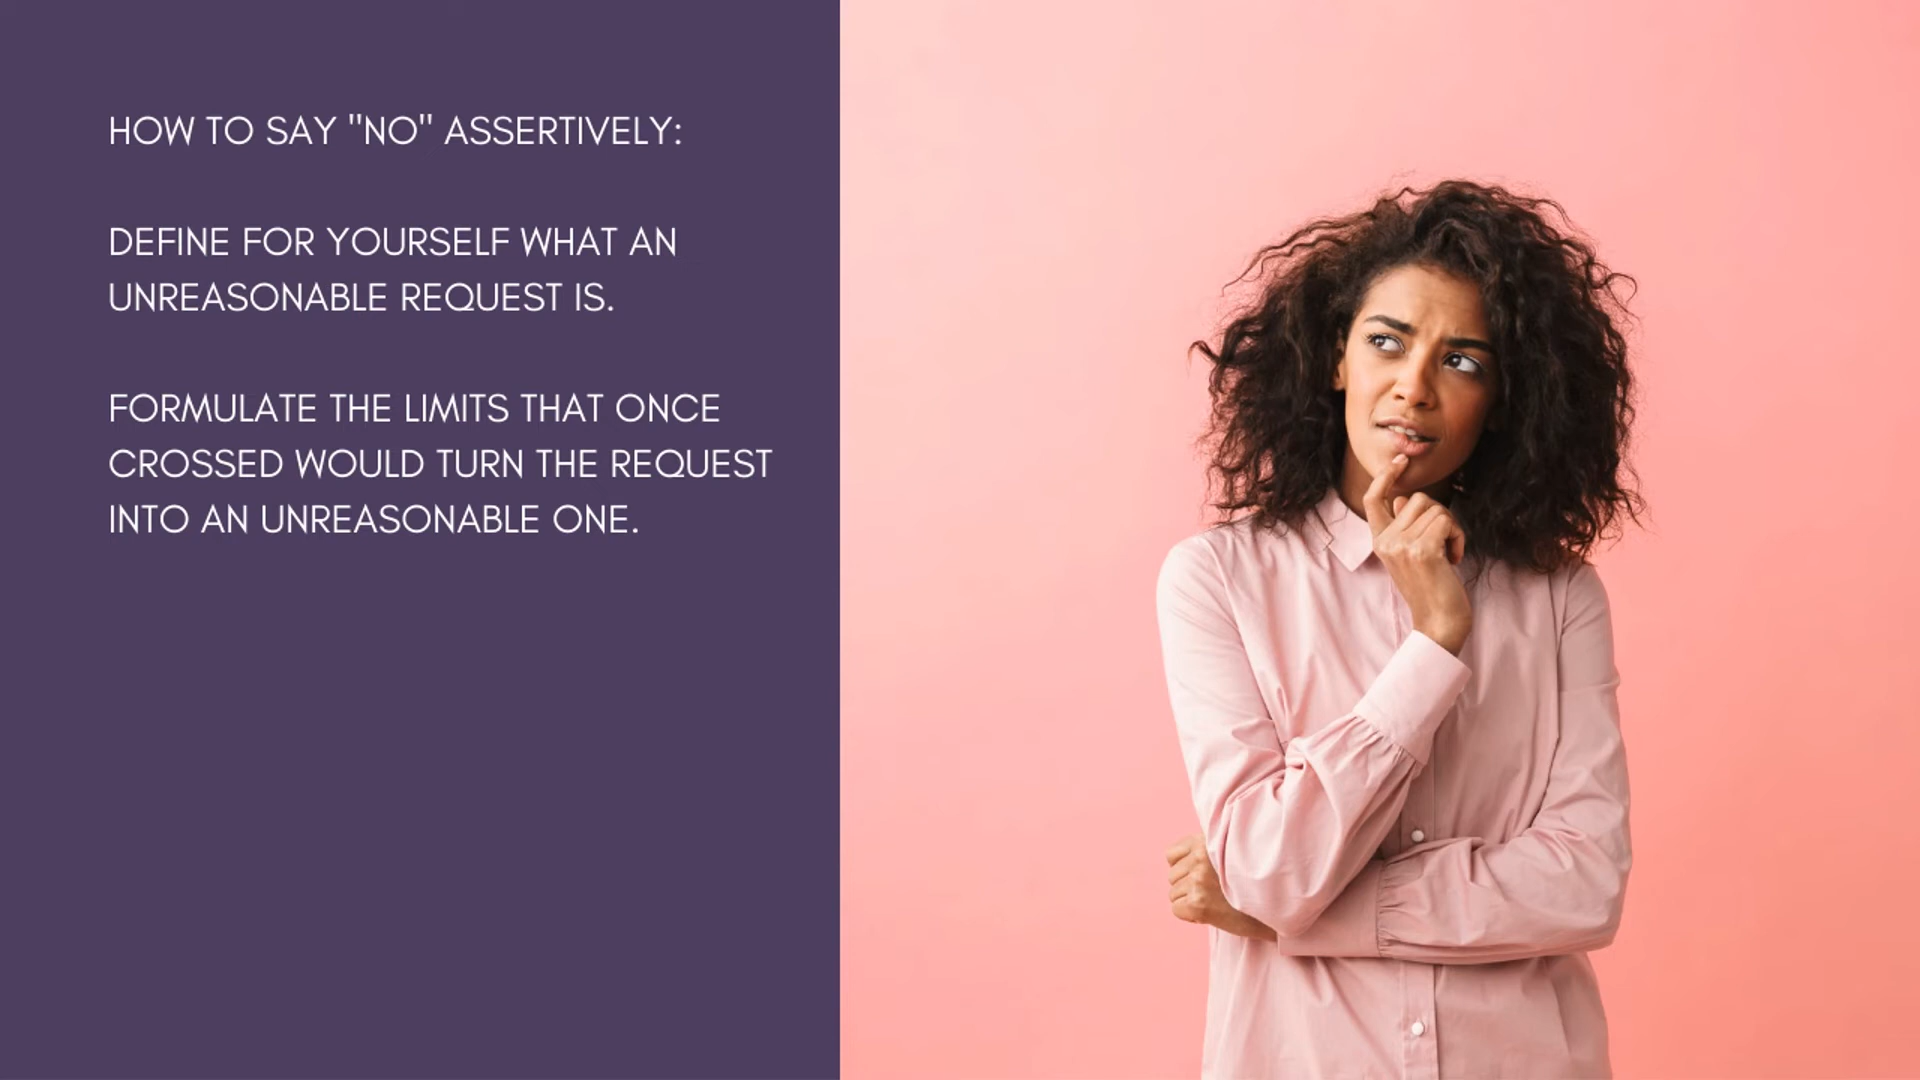 HOW TO SAY "NO" ASSERTIVELY:
DEFINE FOR YOURSELF WHAT AN
UNREASONABLE REQUEST IS.
FORMULATE THE LIMITS THAT ONCE
CROSSED WOULD TURN THE REQUEST
INTO AN UNREASONABLE ONE.